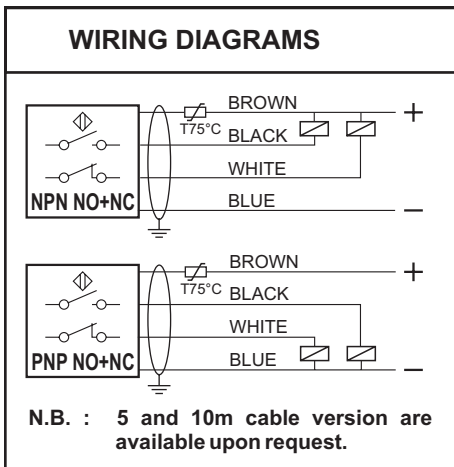 WIRING DIAGRAMS
BROWN
+
T75°C
BLACK
WHITE
NPN NO+NC
BLUE
–
BROWN
+
T75°C
BLACK
WHITE
PNP NO+NC
BLUE
–
N.B. : 5 and 10m cable version are
available upon request.